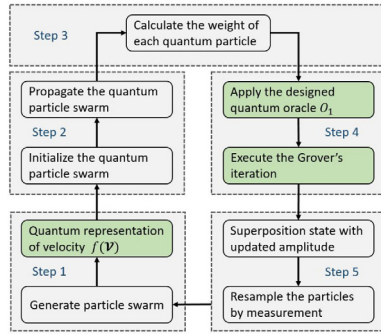 Step 3
Calculate the weight of
each quantum particle
Propagate the quantum
particle swarm
Step 2
Initialize the quantum
particle swarm
Apply the designed
quantum oracle O₁
Step 4
Execute the Grover's
iteration
Quantum representation
of velocity f(𝓥)
Step 1
Generate particle swarm
Superposition state with
updated amplitude
Step 5
Resample the particles
by measurement